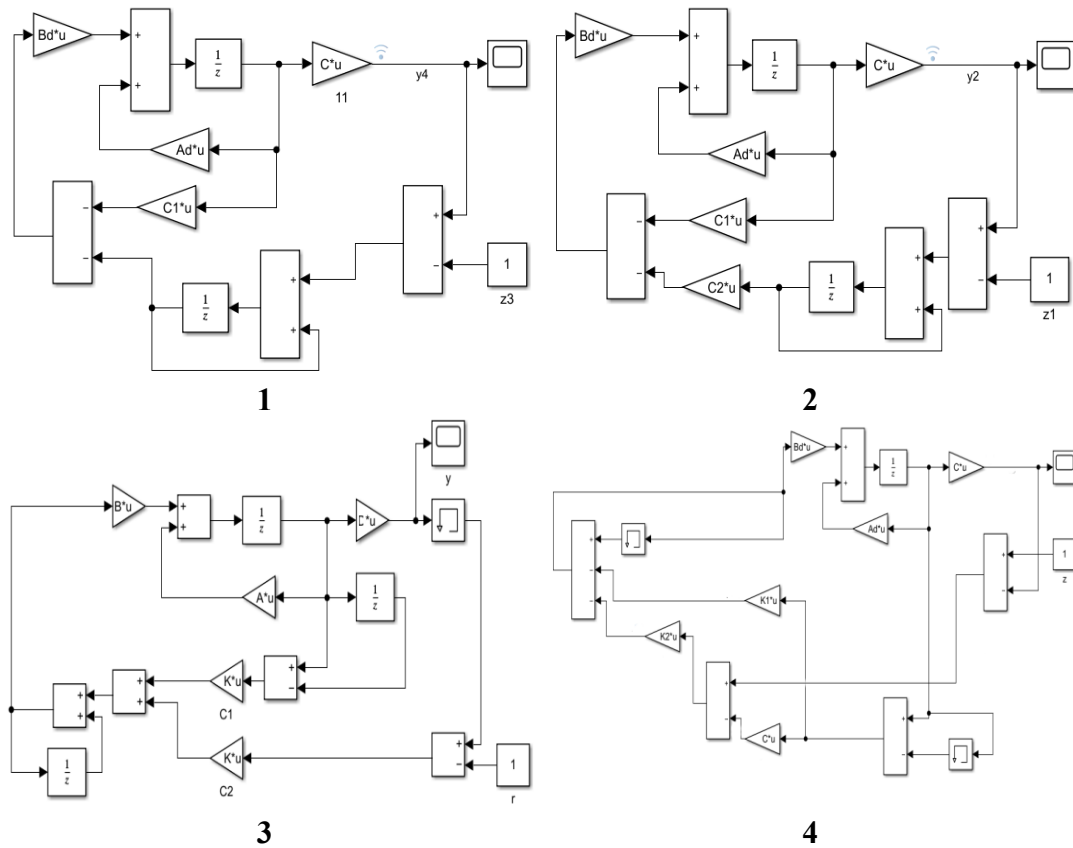 Bd*u
+
+
1
z
C*u
11
y4
Ad*u
C1*u
−
−
+
−
1
z3
1
z
+
+
1
Bd*u
+
+
1
z
C*u
y2
Ad*u
C1*u
−
−
C2*u
1
z
+
+
+
−
1
z1
2
B*u
+
+
1
z
y
A*u
1
z
+
−
K*u
C1
+
+
+
+
1
z
K*u
C2
+
−
1
r
3
Bd*u
+
+
1
z
C*u
Ad*u
+
−
−
K1*u
K2*u
+
−
1
z
+
−
C*u
+
−
4